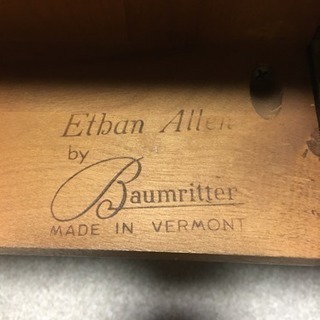 Ethan Allen
by
Baumritter
MADE IN VERMONT